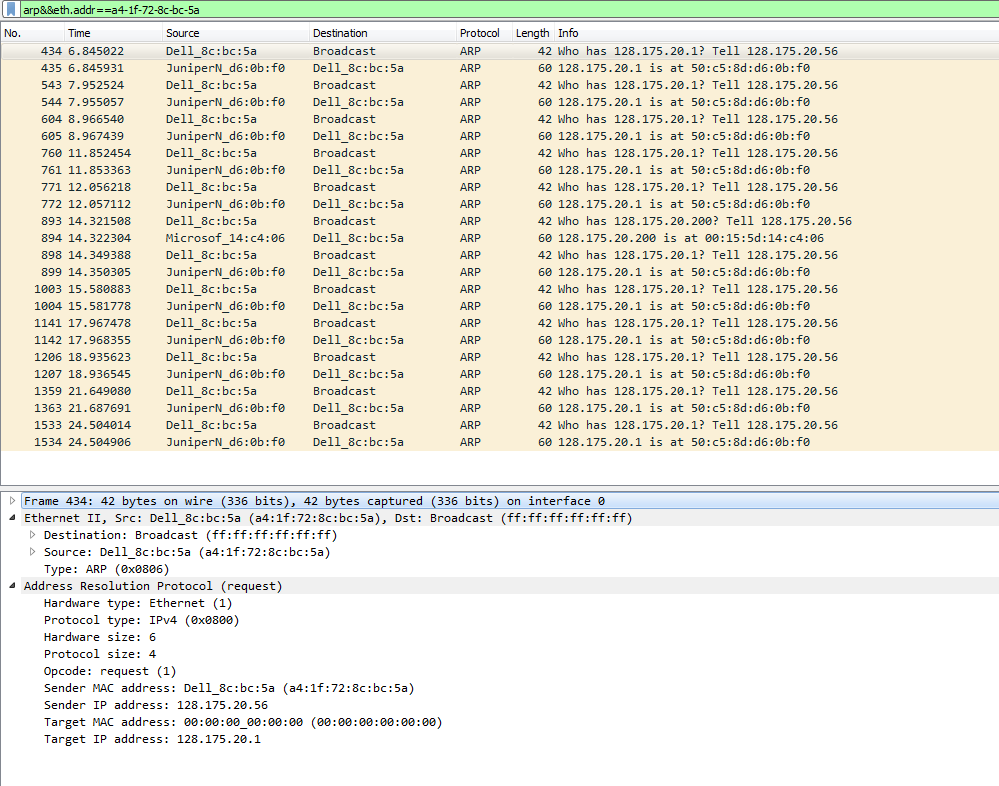 arp&&eth.addr==a4-1f-72-8c-bc-5a
No. Time Source Destination Protocol Length Info
434 6.845022 Dell_8c:bc:5a Broadcast ARP 42 Who has 128.175.20.1? Tell 128.175.20.56
435 6.845931 JuniperN_d6:0b:f0 Dell_8c:bc:5a ARP 60 128.175.20.1 is at 50:c5:8d:d6:0b:f0
543 7.952524 Dell_8c:bc:5a Broadcast ARP 42 Who has 128.175.20.1? Tell 128.175.20.56
544 7.955057 JuniperN_d6:0b:f0 Dell_8c:bc:5a ARP 60 128.175.20.1 is at 50:c5:8d:d6:0b:f0
604 8.966540 Dell_8c:bc:5a Broadcast ARP 42 Who has 128.175.20.1? Tell 128.175.20.56
605 8.967439 JuniperN_d6:0b:f0 Dell_8c:bc:5a ARP 60 128.175.20.1 is at 50:c5:8d:d6:0b:f0
760 11.852454 Dell_8c:bc:5a Broadcast ARP 42 Who has 128.175.20.1? Tell 128.175.20.56
761 11.853363 JuniperN_d6:0b:f0 Dell_8c:bc:5a ARP 60 128.175.20.1 is at 50:c5:8d:d6:0b:f0
771 12.056218 Dell_8c:bc:5a Broadcast ARP 42 Who has 128.175.20.1? Tell 128.175.20.56
772 12.057112 JuniperN_d6:0b:f0 Dell_8c:bc:5a ARP 60 128.175.20.1 is at 50:c5:8d:d6:0b:f0
893 14.321508 Dell_8c:bc:5a Broadcast ARP 42 Who has 128.175.20.200? Tell 128.175.20.56
894 14.322304 Microsof_14:c4:06 Dell_8c:bc:5a ARP 60 128.175.20.200 is at 00:15:5d:14:c4:06
898 14.349388 Dell_8c:bc:5a Broadcast ARP 42 Who has 128.175.20.1? Tell 128.175.20.56
899 14.350305 JuniperN_d6:0b:f0 Dell_8c:bc:5a ARP 60 128.175.20.1 is at 50:c5:8d:d6:0b:f0
1003 15.580883 Dell_8c:bc:5a Broadcast ARP 42 Who has 128.175.20.1? Tell 128.175.20.56
1004 15.581778 JuniperN_d6:0b:f0 Dell_8c:bc:5a ARP 60 128.175.20.1 is at 50:c5:8d:d6:0b:f0
1141 17.967478 Dell_8c:bc:5a Broadcast ARP 42 Who has 128.175.20.1? Tell 128.175.20.56
1142 17.968355 JuniperN_d6:0b:f0 Dell_8c:bc:5a ARP 60 128.175.20.1 is at 50:c5:8d:d6:0b:f0
1206 18.935623 Dell_8c:bc:5a Broadcast ARP 42 Who has 128.175.20.1? Tell 128.175.20.56
1207 18.936545 JuniperN_d6:0b:f0 Dell_8c:bc:5a ARP 60 128.175.20.1 is at 50:c5:8d:d6:0b:f0
1359 21.649080 Dell_8c:bc:5a Broadcast ARP 42 Who has 128.175.20.1? Tell 128.175.20.56
1363 21.687691 JuniperN_d6:0b:f0 Dell_8c:bc:5a ARP 60 128.175.20.1 is at 50:c5:8d:d6:0b:f0
1533 24.504014 Dell_8c:bc:5a Broadcast ARP 42 Who has 128.175.20.1? Tell 128.175.20.56
1534 24.504906 JuniperN_d6:0b:f0 Dell_8c:bc:5a ARP 60 128.175.20.1 is at 50:c5:8d:d6:0b:f0
Frame 434: 42 bytes on wire (336 bits), 42 bytes captured (336 bits) on interface 0
Ethernet II, Src: Dell_8c:bc:5a (a4:1f:72:8c:bc:5a), Dst: Broadcast (ff:ff:ff:ff:ff:ff)
Destination: Broadcast (ff:ff:ff:ff:ff:ff)
Source: Dell_8c:bc:5a (a4:1f:72:8c:bc:5a)
Type: ARP (0x0806)
Address Resolution Protocol (request)
Hardware type: Ethernet (1)
Protocol type: IPv4 (0x0800)
Hardware size: 6
Protocol size: 4
Opcode: request (1)
Sender MAC address: Dell_8c:bc:5a (a4:1f:72:8c:bc:5a)
Sender IP address: 128.175.20.56
Target MAC address: 00:00:00_00:00:00 (00:00:00:00:00:00)
Target IP address: 128.175.20.1